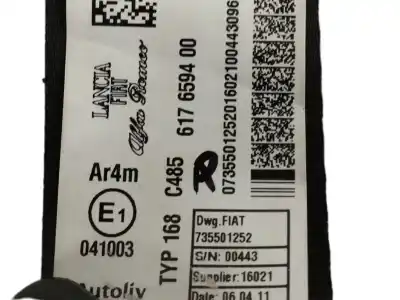 LANCIA
FIAT
Alfa Romeo
Ar4m
E1
041003
Autoliv
TYP 168
C485
R
617 6594 00
07355012520160210044443096
Dwg.FIAT
735501252
S/N: 00443
Supplier:16021
Date: 06.04.11